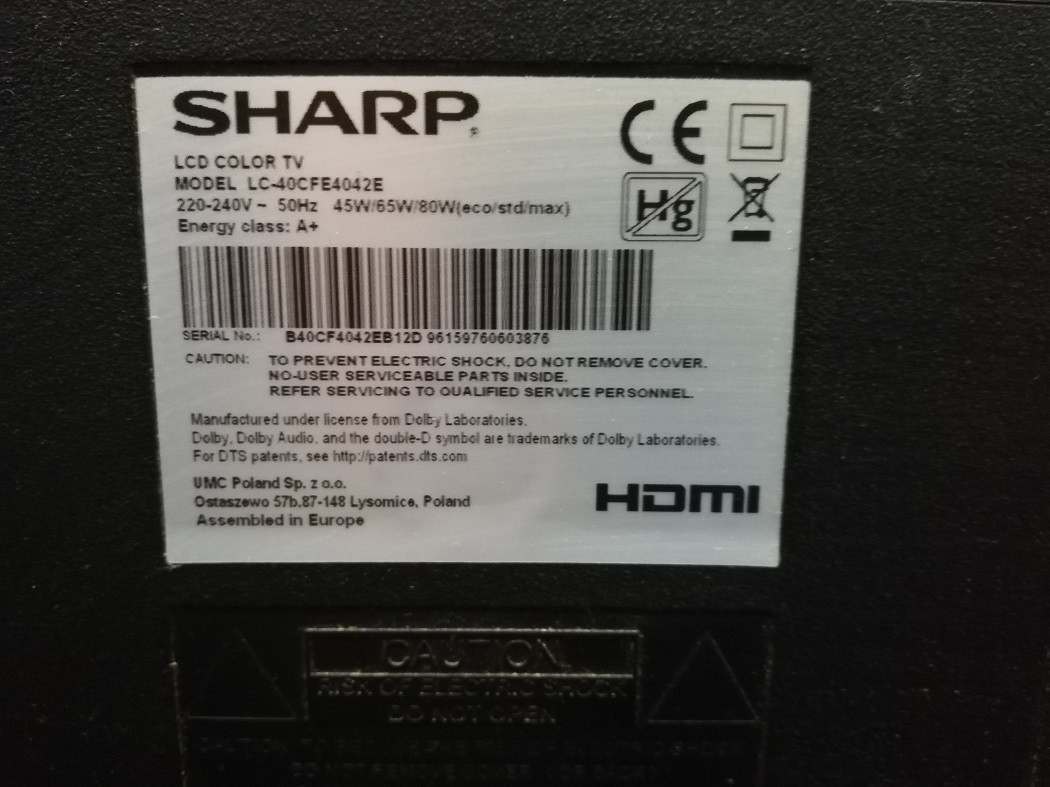 SHARP®
LCD COLOR TV
MODEL LC-40CFE4042E
220-240V ~ 50Hz 45W/65W/80W(eco/std/max)
Energy class: A+
CE
Hg
SERIAL No.: B40CF4042EB12D 96159760603876
CAUTION: TO PREVENT ELECTRIC SHOCK, DO NOT REMOVE COVER.
NO-USER SERVICEABLE PARTS INSIDE.
REFER SERVICING TO QUALIFIED SERVICE PERSONNEL.
Manufactured under license from Dolby Laboratories.
Dolby, Dolby Audio, and the double-D symbol are trademarks of Dolby Laboratories.
For DTS patents, see http://patents.dts.com
UMC Poland Sp. z o.o.
Ostaszewo 57b,87-148 Lysomice, Poland
Assembled in Europe
HDMI
CAUTION
RISK OF ELECTRIC SHOCK
DO NOT OPEN